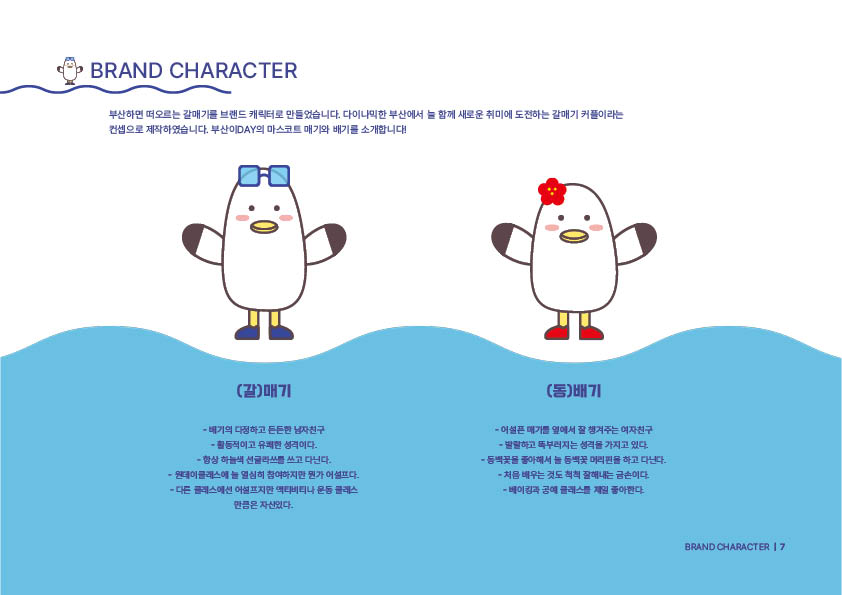 BRAND CHARACTER
부산하면 떠오르는 갈매기를 브랜드 캐릭터로 만들었습니다. 다이나믹한 부산에서 늘 함께 새로운 취미에 도전하는 갈매기 커플이라는
컨셉으로 제작하였습니다. 부산이DAY의 마스코트 매기와 배기를 소개합니다!
(갈)매기
- 배기의 다정하고 든든한 남자친구
- 활동적이고 유쾌한 성격이다.
- 항상 하늘색 선글라스를 쓰고 다닌다.
- 원데이클래스에 늘 열심히 참여하지만 뭔가 어설프다.
- 다른 클래스에선 어설프지만 액티비티나 운동 클래스
만큼은 자신있다.
(동)배기
- 어설픈 매기를 옆에서 잘 챙겨주는 여자친구
- 발랄하고 똑부러지는 성격을 가지고 있다.
- 동백꽃을 좋아해서 늘 동백꽃 머리핀을 하고 다닌다.
- 처음 배우는 것도 척척 잘해내는 금손이다.
- 베이킹과 공예 클래스를 제일 좋아한다.
BRAND CHARACTER | 7